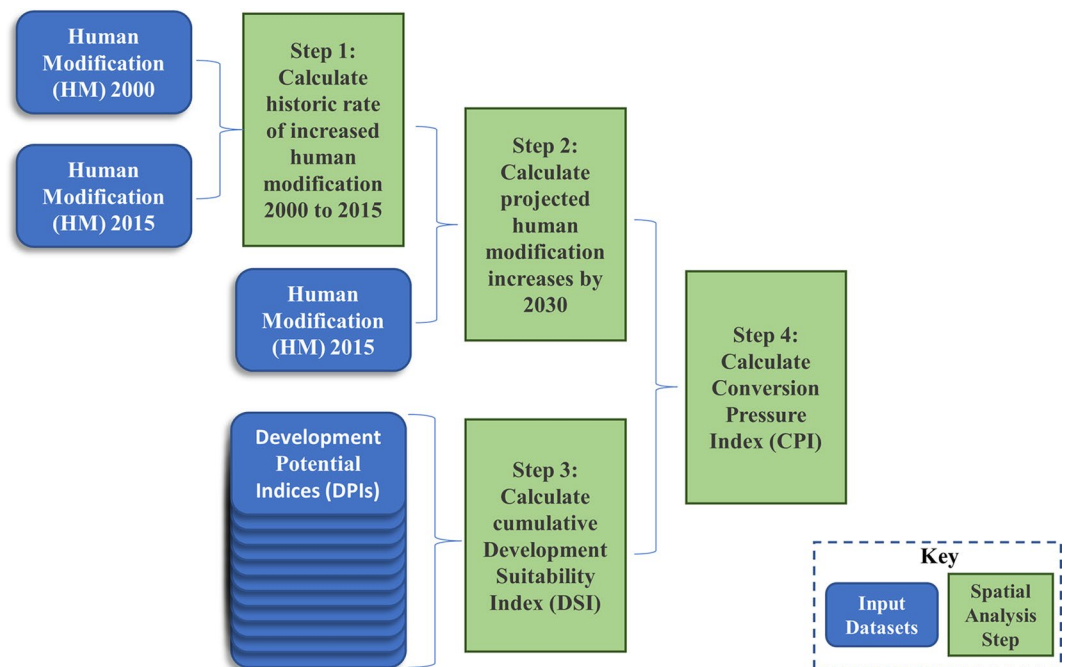 Human
Modification
(HM) 2000
Human
Modification
(HM) 2015
Step 1:
Calculate
historic rate
of increased
human
modification
2000 to 2015
Human
Modification
(HM) 2015
Step 2:
Calculate
projected
human
modification
increases by
2030
Development
Potential
Indices (DPIs)
Step 3:
Calculate
cumulative
Development
Suitability
Index (DSI)
Step 4:
Calculate
Conversion
Pressure
Index (CPI)
Key
Input
Datasets
Spatial
Analysis
Step